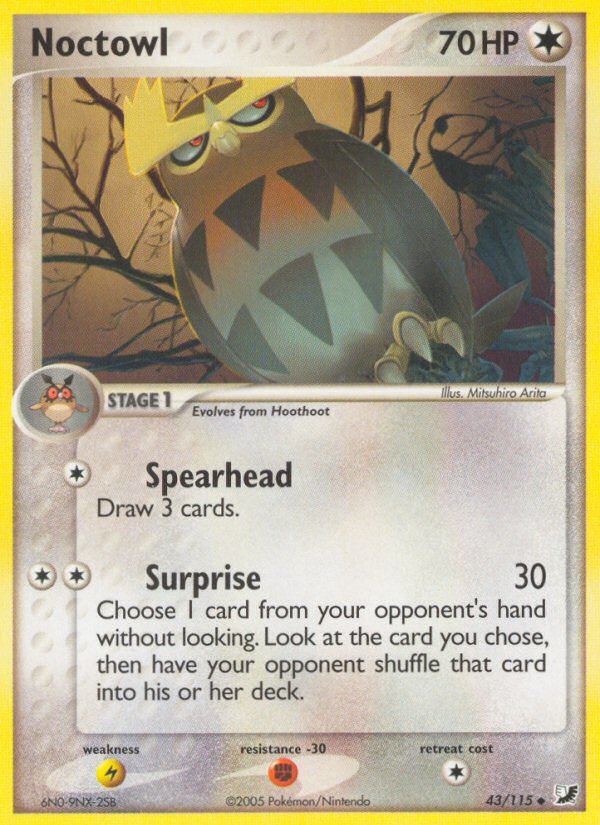 Noctowl
70 HP
Illus. Mitsuhiro Arita
STAGE 1
Evolves from Hoothoot
Spearhead
Draw 3 cards.
Surprise 30
Choose 1 card from your opponent's hand
without looking. Look at the card you chose,
then have your opponent shuffle that card
into his or her deck.
weakness resistance -30 retreat cost
6N0-9NX-2SB ©2005 Pokémon/Nintendo 43/115